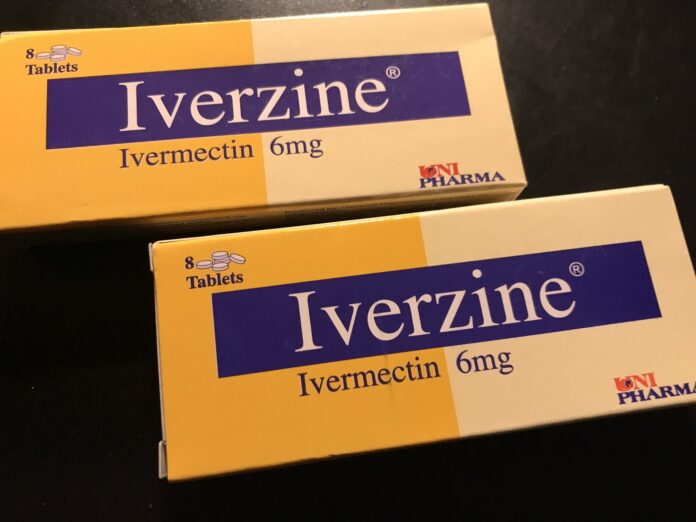 8
Tablets
Iverzine®
Ivermectin 6mg
UNI
PHARMA
8
Tablets
Iverzine®
Ivermectin 6mg
UNI
PHARMA